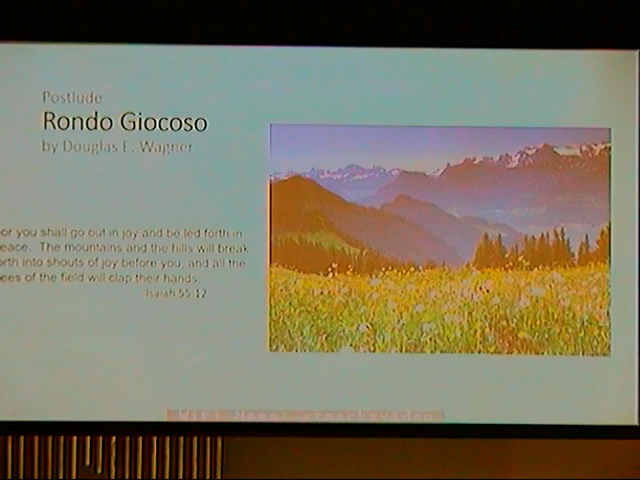 Postlude
Rondo Giocoso
by Douglas E. Wagner
or you shall go out in joy and be led forth in
eace. The mountains and the hills will break
orth into shouts of joy before you, and all the
ees of the field will clap their hands
Isaiah 55:12